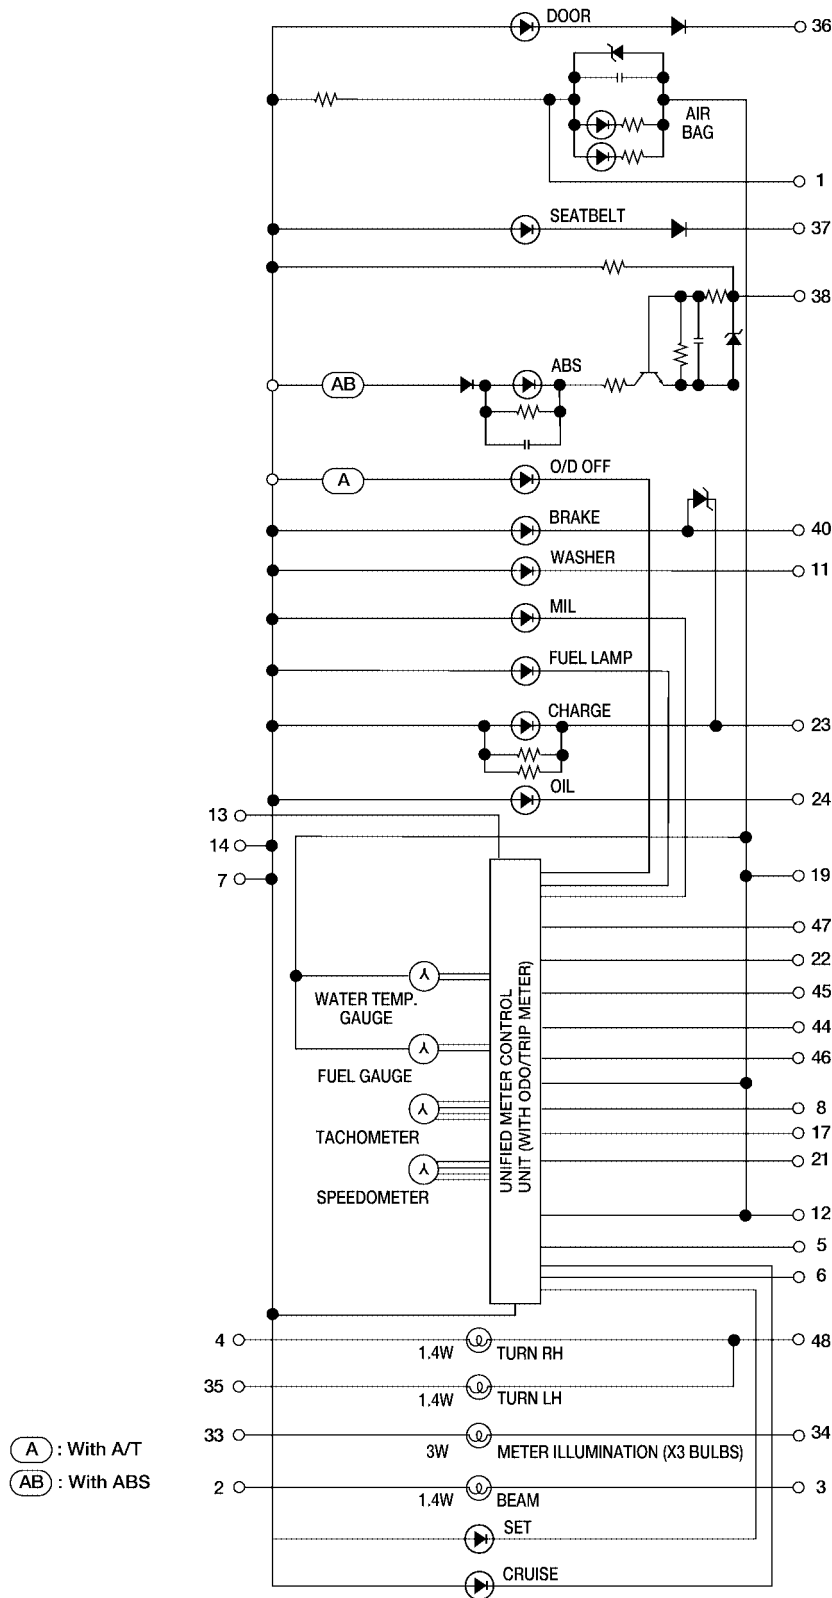 DOOR
36
AIR
BAG
1
SEATBELT
37
38
ABS
AB
O/D OFF
A
BRAKE
40
WASHER
11
MIL
FUEL LAMP
CHARGE
23
OIL
24
13
14
7
19
47
22
45
44
46
8
17
21
12
5
6
WATER TEMP.
GAUGE
FUEL GAUGE
TACHOMETER
SPEEDOMETER
UNIFIED METER CONTROL
UNIT (WITH ODO/TRIP METER)
4
1.4W
TURN RH
48
35
1.4W
TURN LH
33
3W
METER ILLUMINATION (X3 BULBS)
34
2
1.4W
BEAM
3
SET
CRUISE
A : With A/T
AB : With ABS